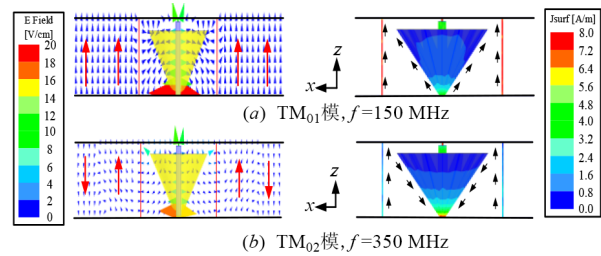 E Field
[V/cm]
20
18
16
14
12
10
8
6
4
2
0
z
x
(a) TM01模,f=150 MHz
z
x
(b) TM02模,f=350 MHz
Jsurf [A/m]
8.0
7.2
6.4
5.6
4.8
4.0
3.2
2.4
1.6
0.8
0.0